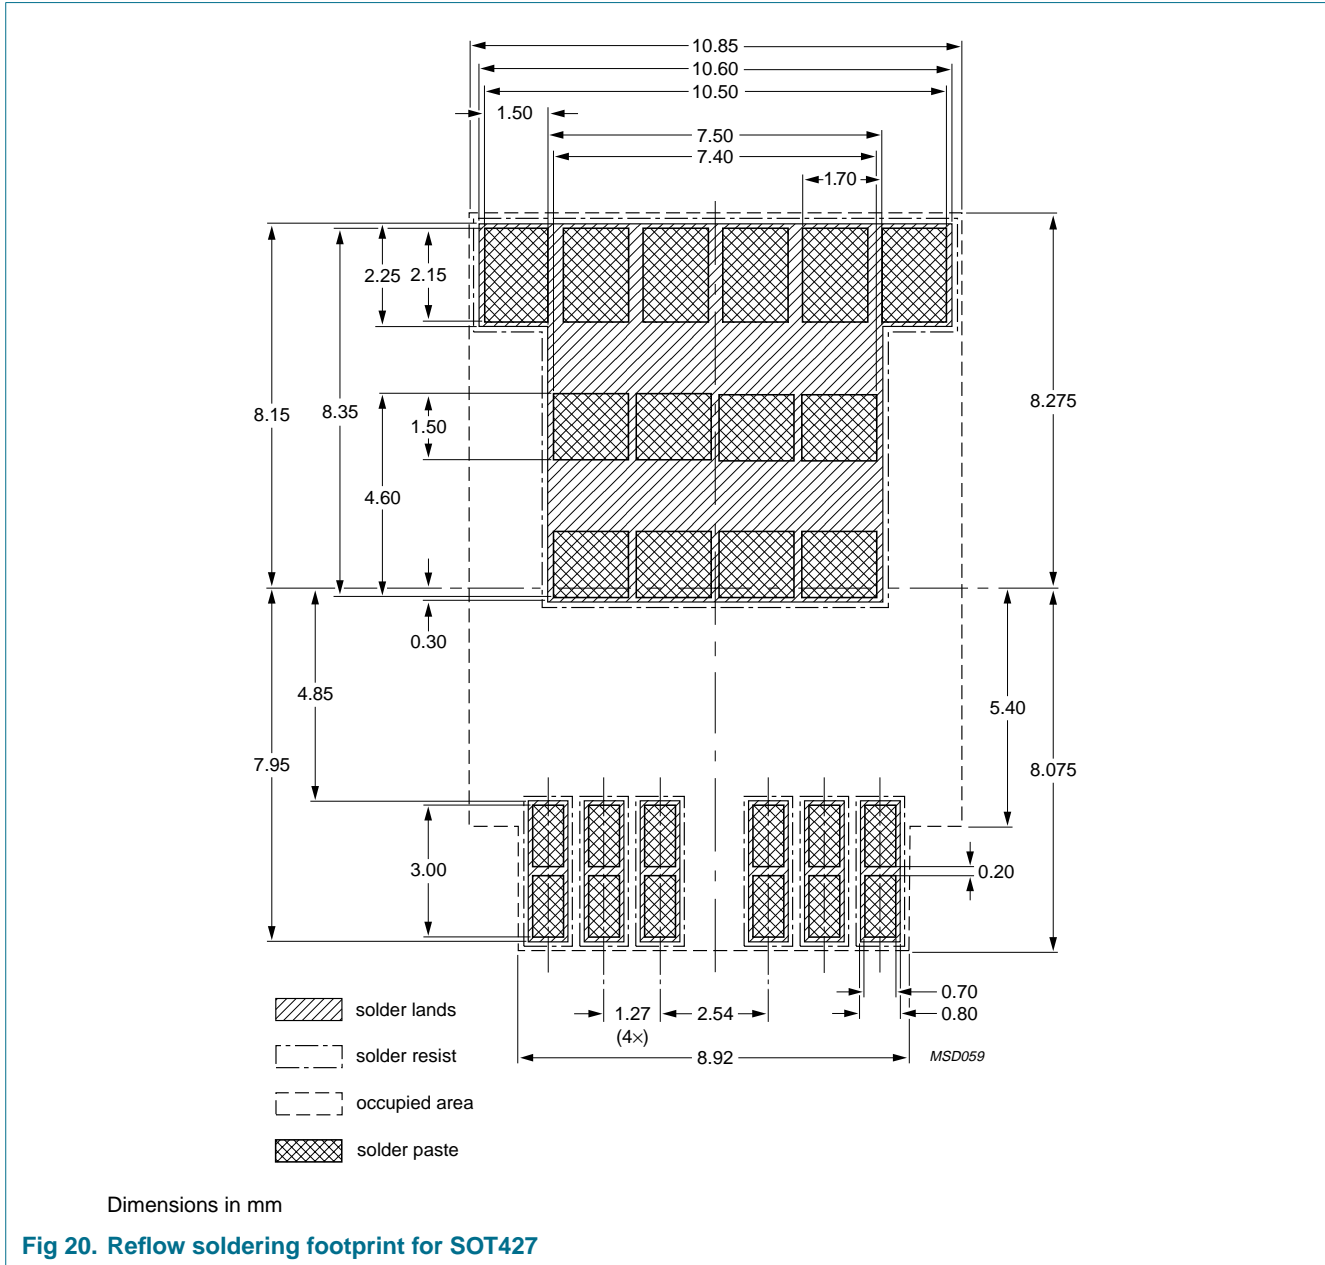 10.85
10.60
10.50
1.50
7.50
7.40
1.70
2.25 2.15
8.15 8.35 8.275
1.50
4.60
0.30
4.85
5.40
7.95 8.075
3.00 0.20
0.70
1.27 2.54 0.80
(4×)
8.92 MSD059
solder lands
solder resist
occupied area
solder paste
Dimensions in mm
Fig 20. Reflow soldering footprint for SOT427